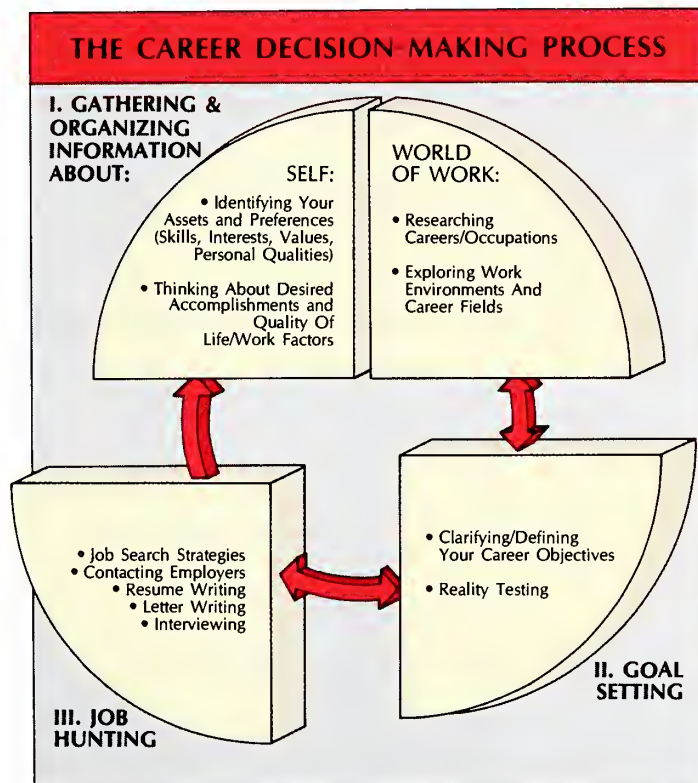 THE CAREER DECISION-MAKING PROCESS
I. GATHERING &
ORGANIZING
INFORMATION
ABOUT:
SELF:
• Identifying Your
Assets and Preferences
(Skills, Interests, Values,
Personal Qualities)
• Thinking About Desired
Accomplishments and
Quality Of
Life/Work Factors
WORLD
OF WORK:
• Researching
Careers/Occupations
• Exploring Work
Environments And
Career Fields
• Clarifying/Defining
Your Career Objectives
• Reality Testing
II. GOAL
SETTING
• Job Search Strategies
• Contacting Employers
• Resume Writing
• Letter Writing
• Interviewing
III. JOB
HUNTING